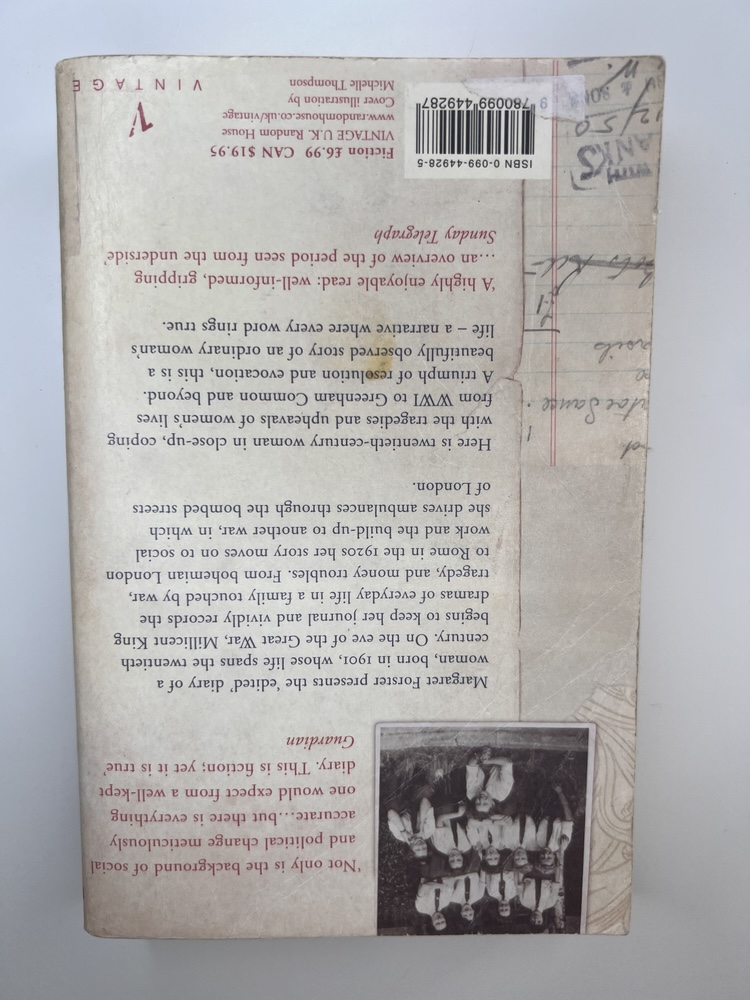 ‘Not only is the background of social
and political change meticulously
accurate…but there is everything
one would expect from a well-kept
diary. This is fiction; yet it is true’
Guardian
Margaret Forster presents the ‘edited’ diary of a
woman, born in 1901, whose life spans the twentieth
century. On the eve of the Great War, Millicent King
begins to keep her journal and vividly records the
dramas of everyday life in a family touched by war,
tragedy, and money troubles. From bohemian London
to Rome in the 1920s her story moves on to social
work and the build-up to another war, in which
she drives ambulances through the bombed streets
of London.
Here is twentieth-century woman in close-up, coping
with the tragedies and upheavals of women's lives
from WWI to Greenham Common and beyond.
A triumph of resolution and evocation, this is a
beautifully observed story of an ordinary woman's
life – a narrative where every word rings true.
‘A highly enjoyable read: well-informed, gripping
…an overview of the period seen from the underside’
Sunday Telegraph
Fiction £6.99 CAN $19.95
VINTAGE U.K. Random House
www.randomhouse.co.uk/vintage
Cover illustration by
Michelle Thompson
VINTAGE
ISBN 0-099-44928-5
9 780099 449287
Sauce
WITH
ANKS
12/50